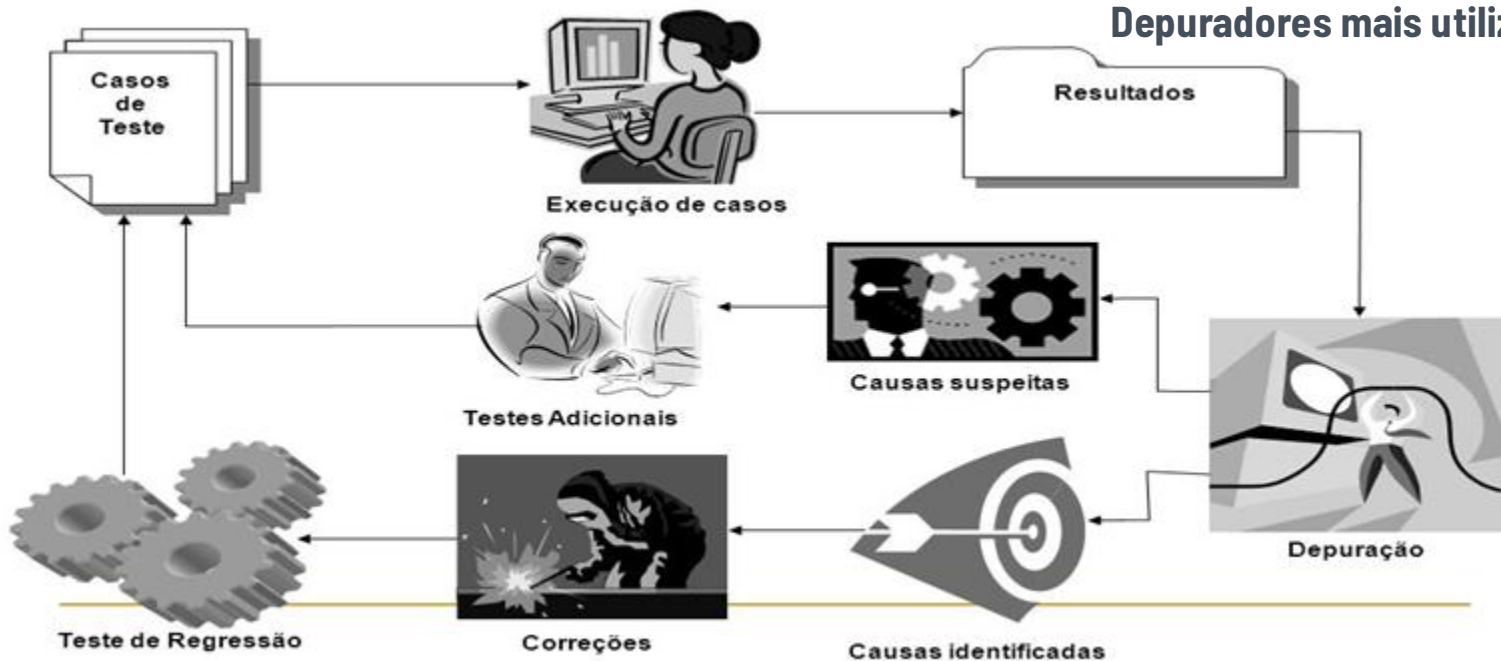 Depuradores mais utiliz
Casos
de
Teste
Resultados
Execução de casos
Causas suspeitas
Testes Adicionais
Depuração
Teste de Regressão
Correções
Causas identificadas